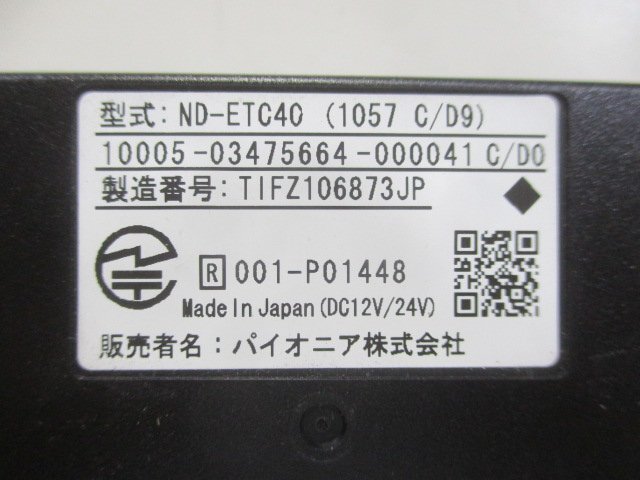 型式: ND-ETC40 (1057 C/D9)
10005-03475664-000041 C/D0
製造番号: TIFZ106873JP
R 001-P01448
Made In Japan (DC12V/24V)
販売者名: パイオニア株式会社